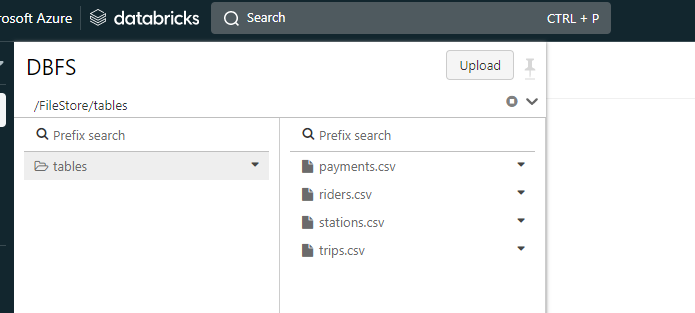 rosoft Azure databricks Search CTRL + P
DBFS Upload
/FileStore/tables
Prefix search Prefix search
tables payments.csv
riders.csv
stations.csv
trips.csv